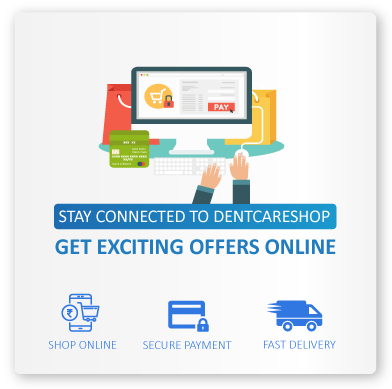 PAY
STAY CONNECTED TO DENTCARESHOP
GET EXCITING OFFERS ONLINE
SHOP ONLINE
SECURE PAYMENT
FAST DELIVERY